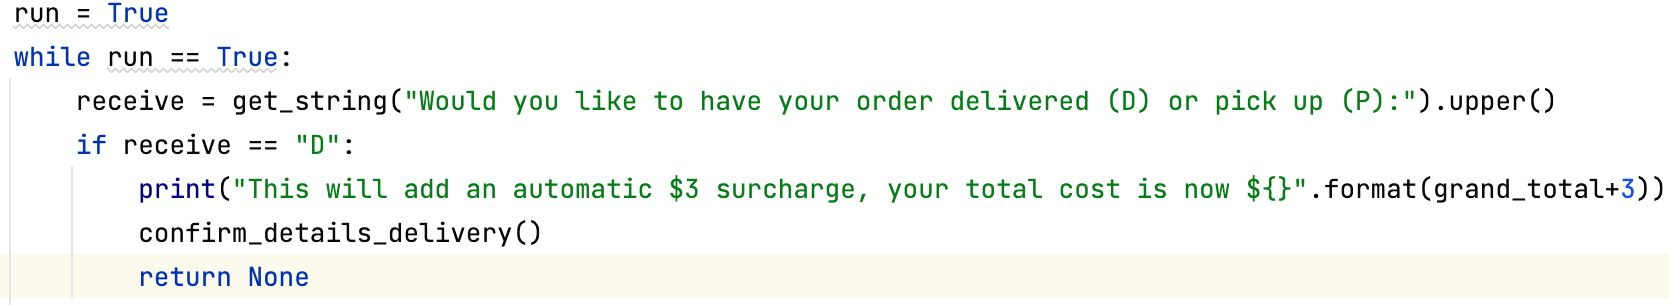 run = True
while run == True:
    receive = get_string("Would you like to have your order delivered (D) or pick up (P):").upper()
    if receive == "D":
        print("This will add an automatic $3 surcharge, your total cost is now ${}".format(grand_total+3))
        confirm_details_delivery()
        return None